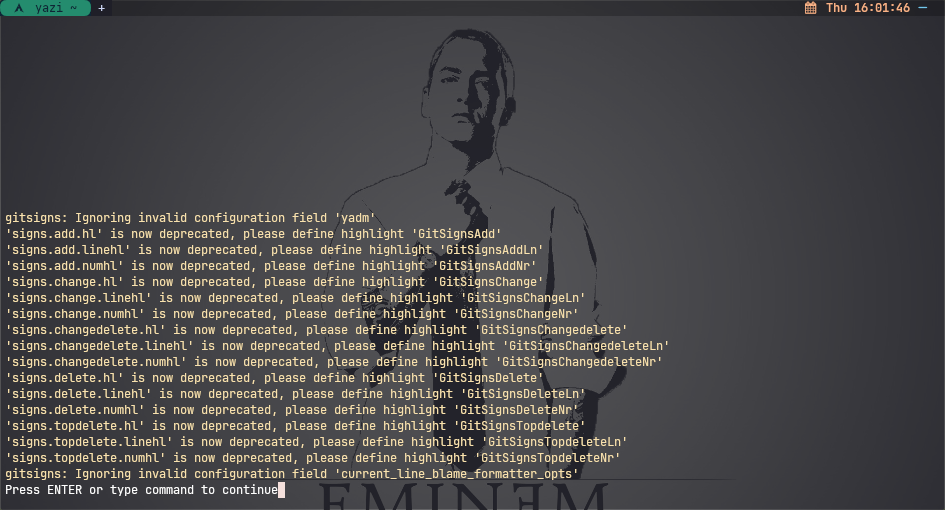 yazi ~ + Thu 16:01:46 —
gitsigns: Ignoring invalid configuration field 'yadm'
'signs.add.hl' is now deprecated, please define highlight 'GitSignsAdd'
'signs.add.linehl' is now deprecated, please define highlight 'GitSignsAddLn'
'signs.add.numhl' is now deprecated, please define highlight 'GitSignsAddNr'
'signs.change.hl' is now deprecated, please define highlight 'GitSignsChange'
'signs.change.linehl' is now deprecated, please define highlight 'GitSignsChangeLn'
'signs.change.numhl' is now deprecated, please define highlight 'GitSignsChangeNr'
'signs.changedelete.hl' is now deprecated, please define highlight 'GitSignsChangedelete'
'signs.changedelete.linehl' is now deprecated, please define highlight 'GitSignsChangedeleteLn'
'signs.changedelete.numhl' is now deprecated, please define highlight 'GitSignsChangedeleteNr'
'signs.delete.hl' is now deprecated, please define highlight 'GitSignsDelete'
'signs.delete.linehl' is now deprecated, please define highlight 'GitSignsDeleteLn'
'signs.delete.numhl' is now deprecated, please define highlight 'GitSignsDeleteNr'
'signs.topdelete.hl' is now deprecated, please define highlight 'GitSignsTopdelete'
'signs.topdelete.linehl' is now deprecated, please define highlight 'GitSignsTopdeleteLn'
'signs.topdelete.numhl' is now deprecated, please define highlight 'GitSignsTopdeleteNr'
gitsigns: Ignoring invalid configuration field 'current_line_blame_formatter_opts'
Press ENTER or type command to continue
EMINƎM